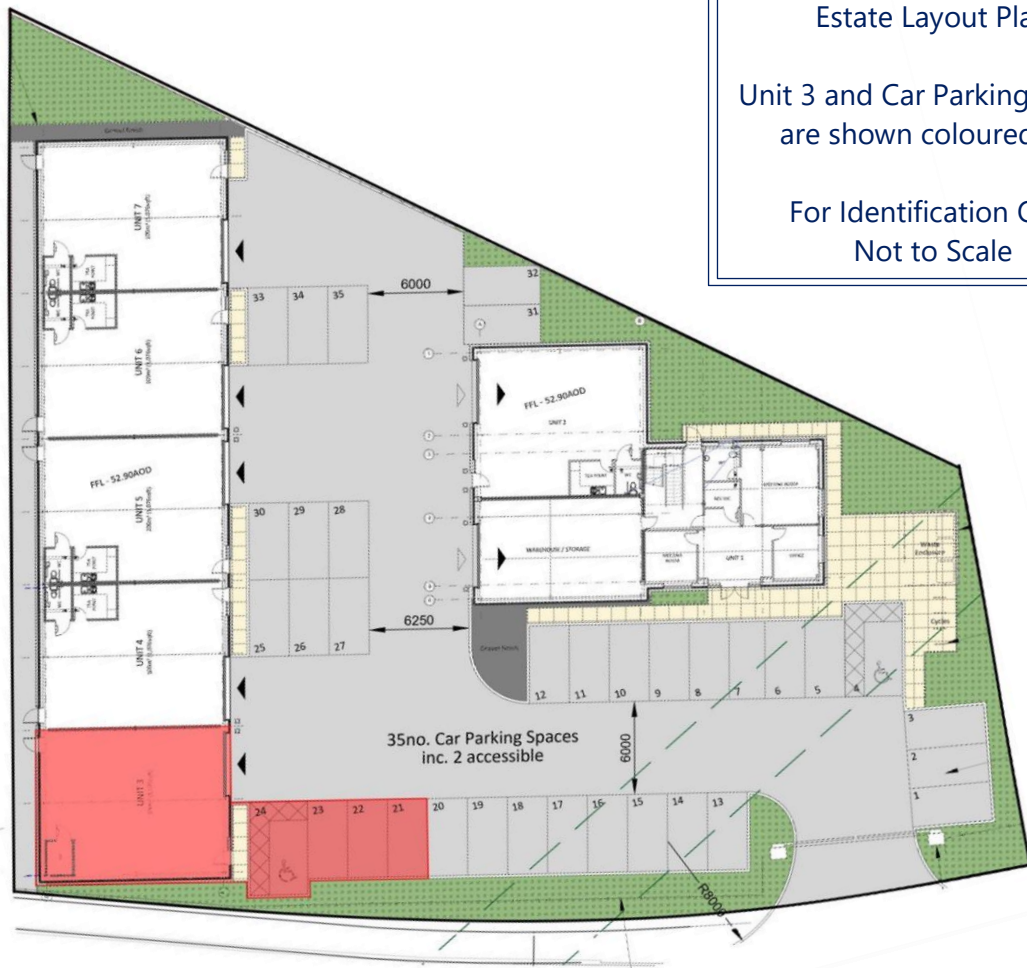 Estate Layout Pla
Unit 3 and Car Parking
are shown coloured
For Identification O
Not to Scale
Gravel Finish
UNIT 7
UNIT 6
UNIT 5
UNIT 4
UNIT 3
FFL - 52.90AOD
33 34 35
6000
32
31
FFL - 52.90AOD
UNIT 2
30 29 28
25 26 27
6250
WAREHOUSE / STORAGE
UNIT 1
OFFICE
Waste
Enclosure
Cycles
12 11 10 9 8 7 6 5 4
3
2
1
35no. Car Parking Spaces
inc. 2 accessible
6000
24 23 22 21 20 19 18 17 16 15 14 13
R8000